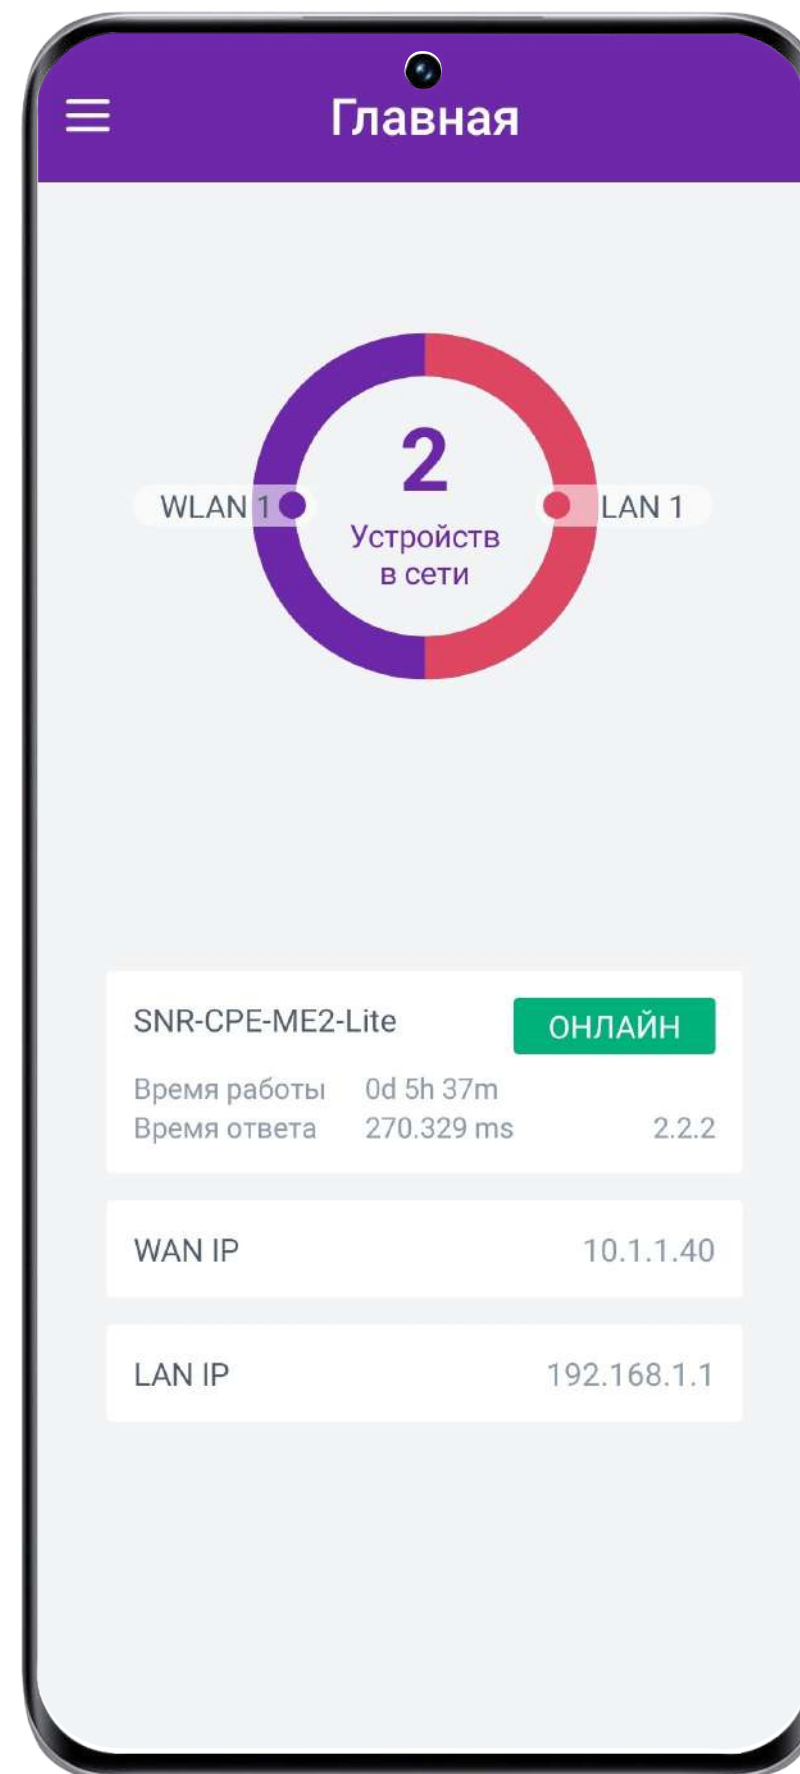 Главная
2
Устройств
в сети
WLAN 1
LAN 1
SNR-CPE-ME2-Lite
ОНЛАЙН
Время работы 0d 5h 37m
Время ответа 270.329 ms 2.2.2
WAN IP 10.1.1.40
LAN IP 192.168.1.1